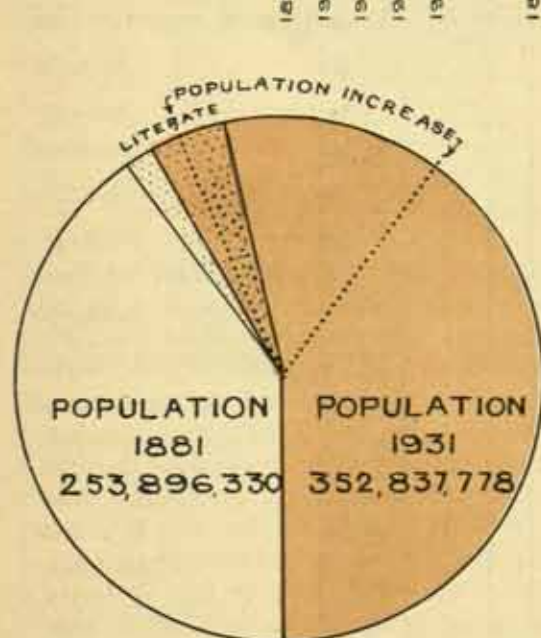 POPULATION INCREASE
LITERATE
POPULATION
1881
253,896,330
POPULATION
1931
352,837,778